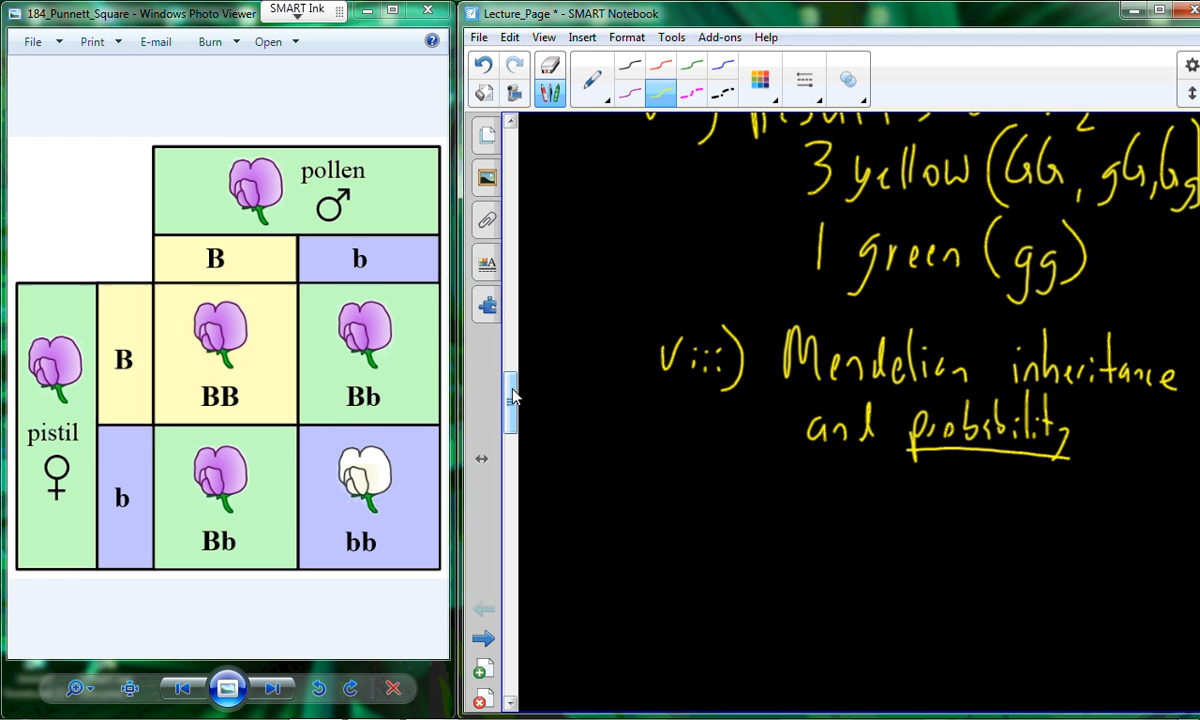 184_Punnett_Square - Windows Photo Viewer
SMART Ink
File Print E-mail Burn Open
pollen
♂
B b
pistil
♀
B
BB Bb
b
Bb bb
Lecture_Page * - SMART Notebook
File Edit View Insert Format Tools Add-ons Help
3 yellow (GG, gG, Gg)
1 green (gg)
viii) Mendelian inheritance
and probability